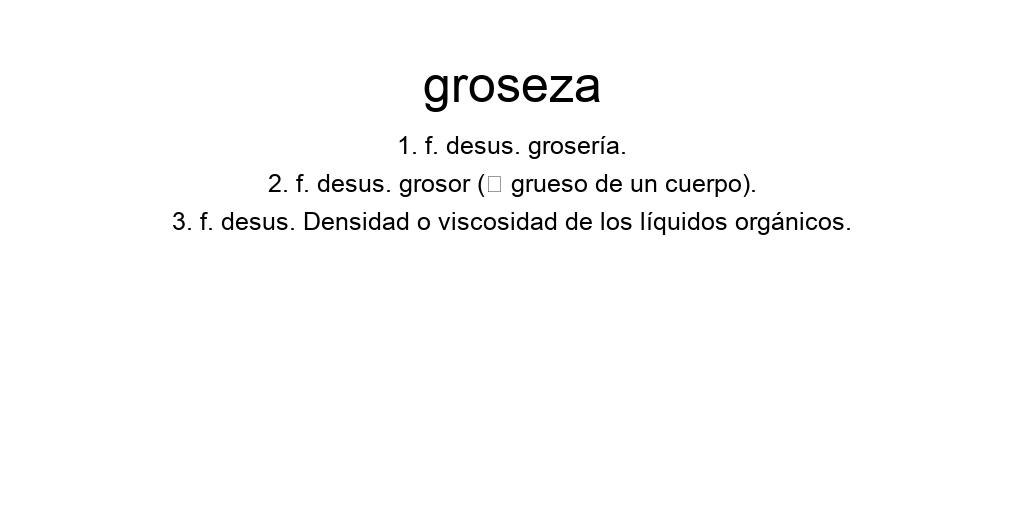 groseza
1. f. desus. grosería.
2. f. desus. grosor (▯ grueso de un cuerpo).
3. f. desus. Densidad o viscosidad de los líquidos orgánicos.